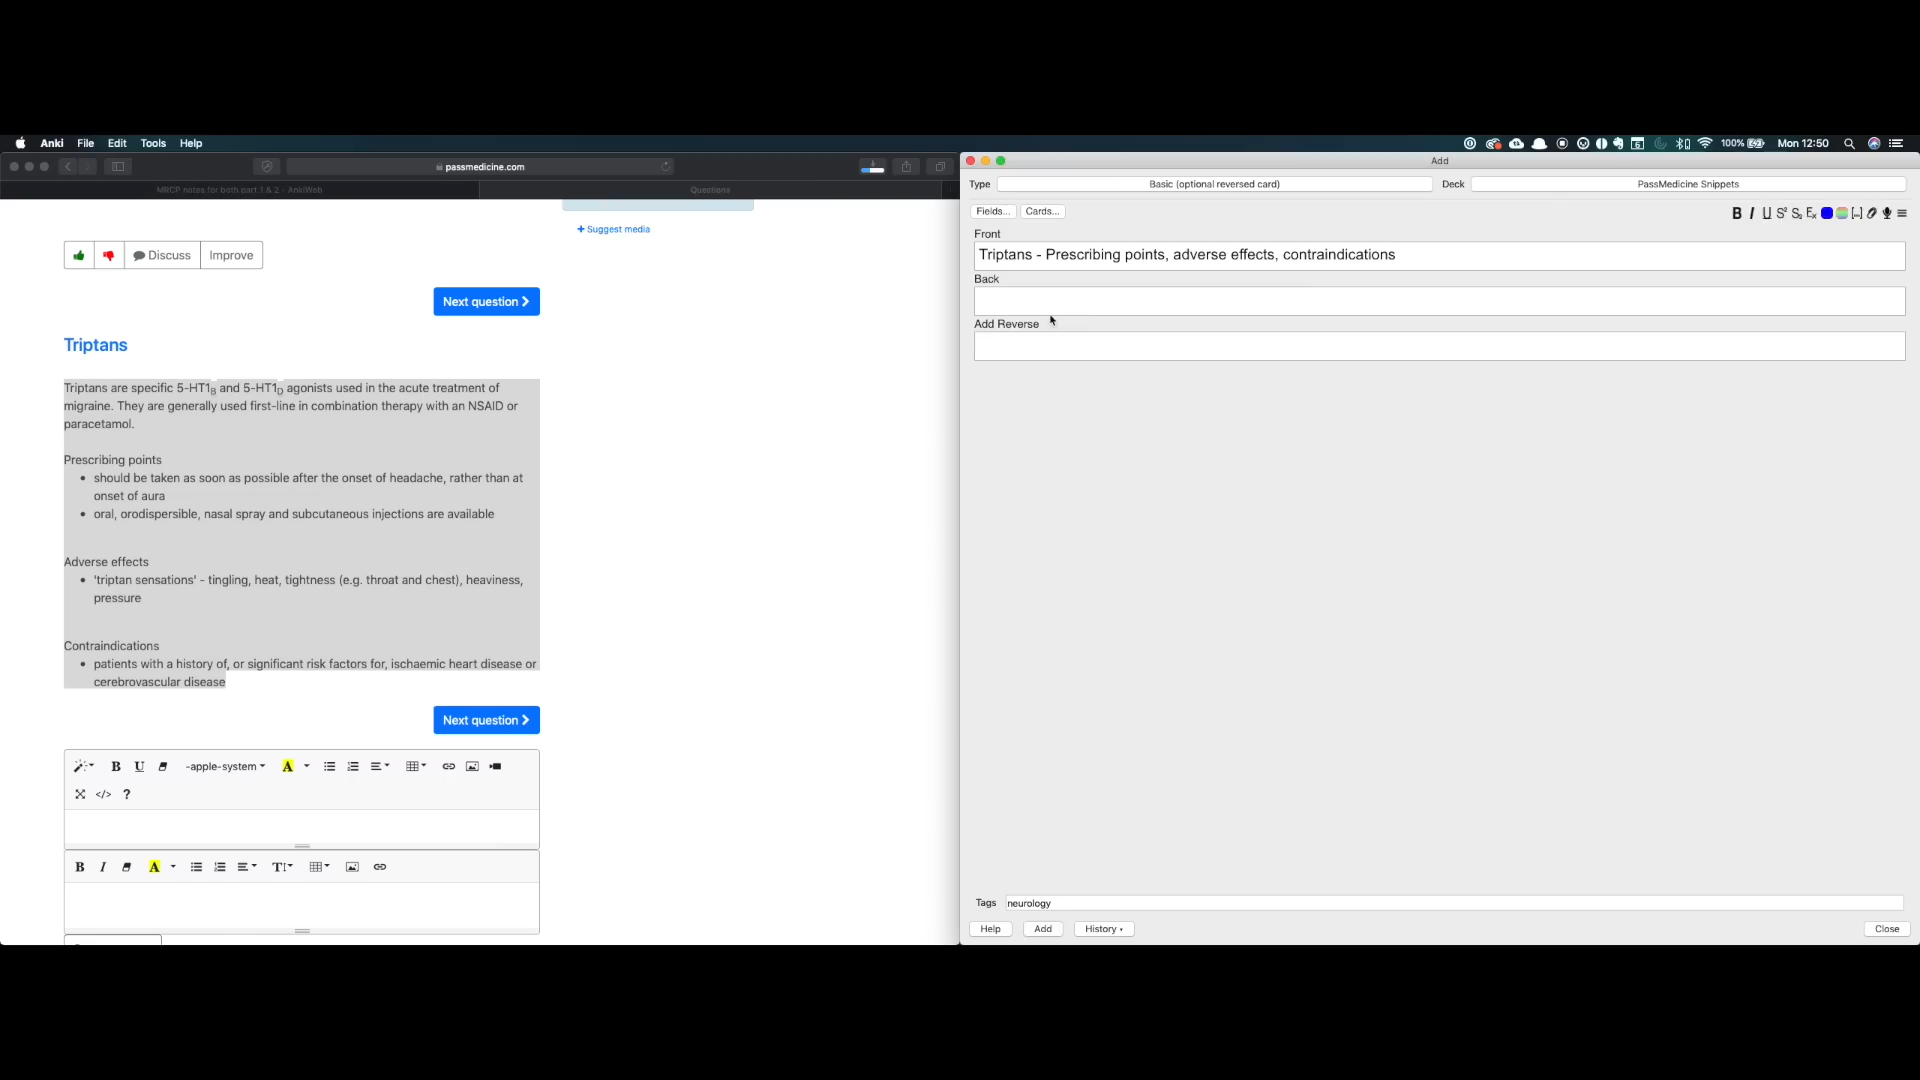 Anki File Edit Tools Help
100% Mon 12:50
passmedicine.com
MRCP notes for both part 1 & 2 - AnkiWeb
Questions
+ Suggest media
Discuss Improve
Next question
Triptans
Triptans are specific 5-HT1B and 5-HT1D agonists used in the acute treatment of
migraine. They are generally used first-line in combination therapy with an NSAID or
paracetamol.
Prescribing points
• should be taken as soon as possible after the onset of headache, rather than at
onset of aura
• oral, orodispersible, nasal spray and subcutaneous injections are available
Adverse effects
• 'triptan sensations' - tingling, heat, tightness (e.g. throat and chest), heaviness,
pressure
Contraindications
• patients with a history of, or significant risk factors for, ischaemic heart disease or
cerebrovascular disease
Next question
B U -apple-system A
</> ?
B I A T
Add
Type Basic (optional reversed card) Deck PassMedicine Snippets
Fields... Cards...
B I U S² S₂ Ex [...]
Front
Triptans - Prescribing points, adverse effects, contraindications
Back
Add Reverse
Tags neurology
Help Add History Close